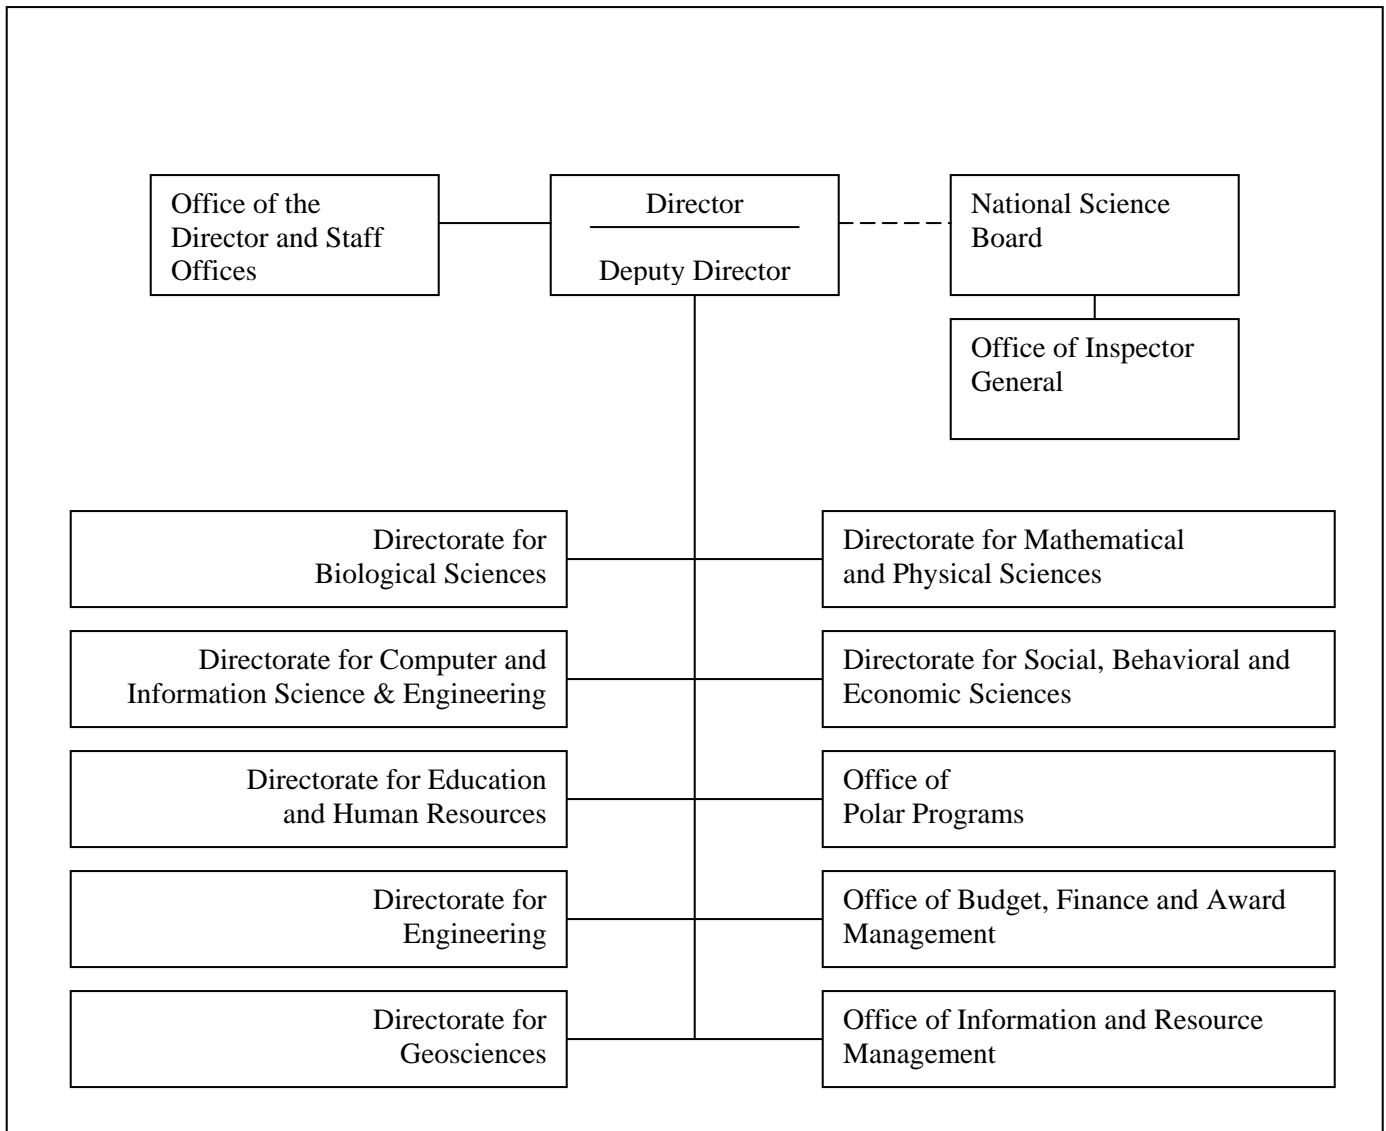 Office of the
Director and Staff
Offices
Director
Deputy Director
National Science
Board
Office of Inspector
General
Directorate for
Biological Sciences
Directorate for Mathematical
and Physical Sciences
Directorate for Computer and
Information Science & Engineering
Directorate for Social, Behavioral and
Economic Sciences
Directorate for Education
and Human Resources
Office of
Polar Programs
Directorate for
Engineering
Office of Budget, Finance and Award
Management
Directorate for
Geosciences
Office of Information and Resource
Management